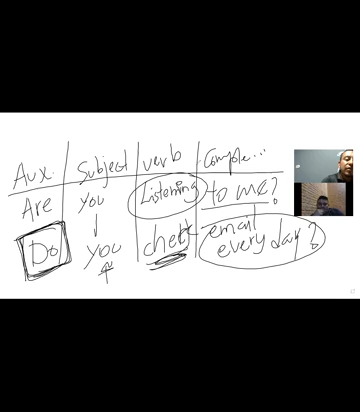 Aux. Subject verb Comple...
Are you Listening to me?
Do you check email
every day?